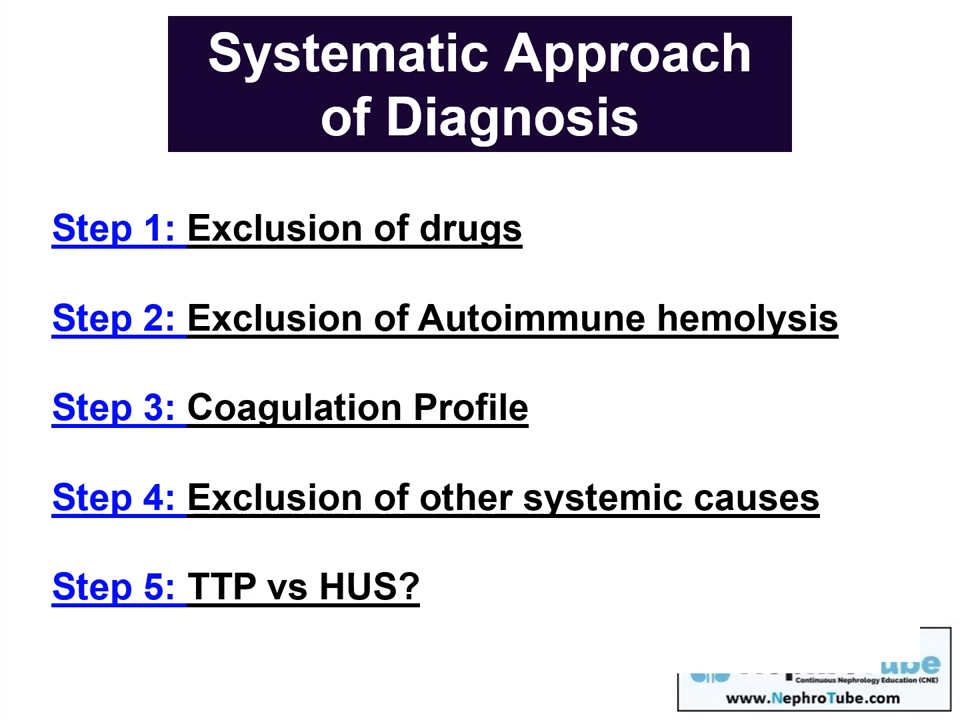 Systematic Approach
of Diagnosis
Step 1: Exclusion of drugs
Step 2: Exclusion of Autoimmune hemolysis
Step 3: Coagulation Profile
Step 4: Exclusion of other systemic causes
Step 5: TTP vs HUS?
Continuous Nephrology Education (CNE)
www.NephroTube.com